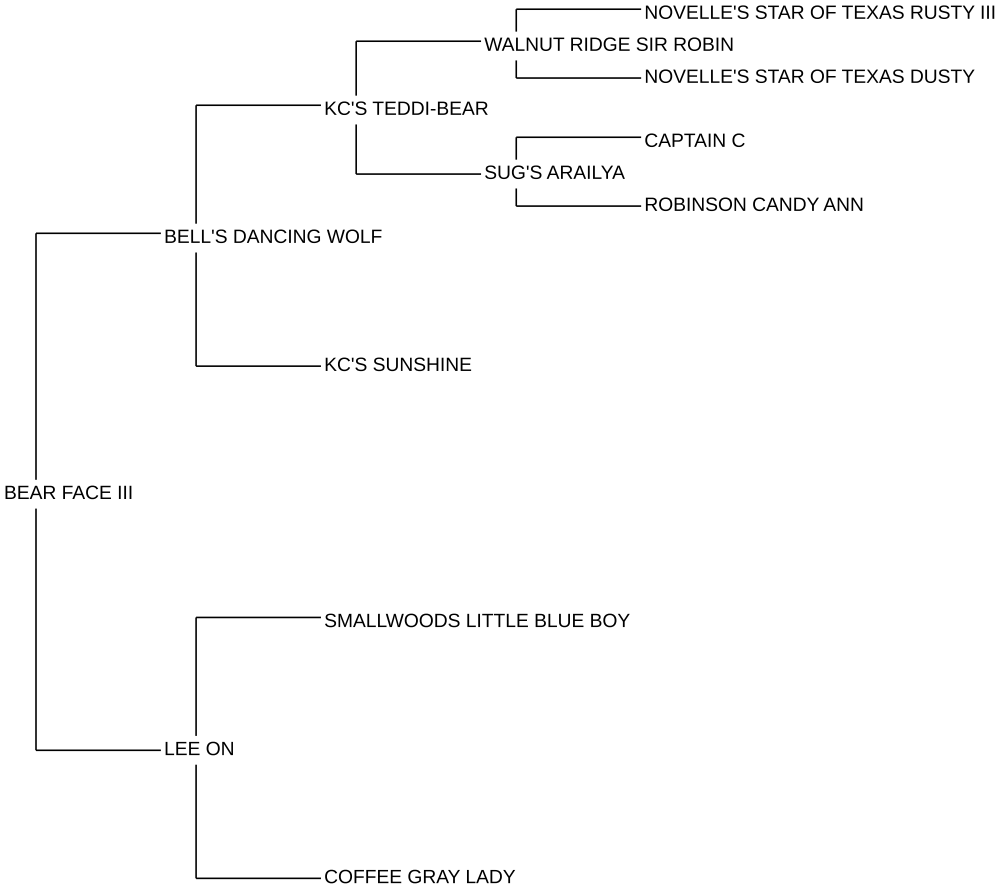 NOVELLE'S STAR OF TEXAS RUSTY III
WALNUT RIDGE SIR ROBIN
NOVELLE'S STAR OF TEXAS DUSTY
KC'S TEDDI-BEAR
CAPTAIN C
SUG'S ARAILYA
ROBINSON CANDY ANN
BELL'S DANCING WOLF
KC'S SUNSHINE
BEAR FACE III
SMALLWOODS LITTLE BLUE BOY
LEE ON
COFFEE GRAY LADY